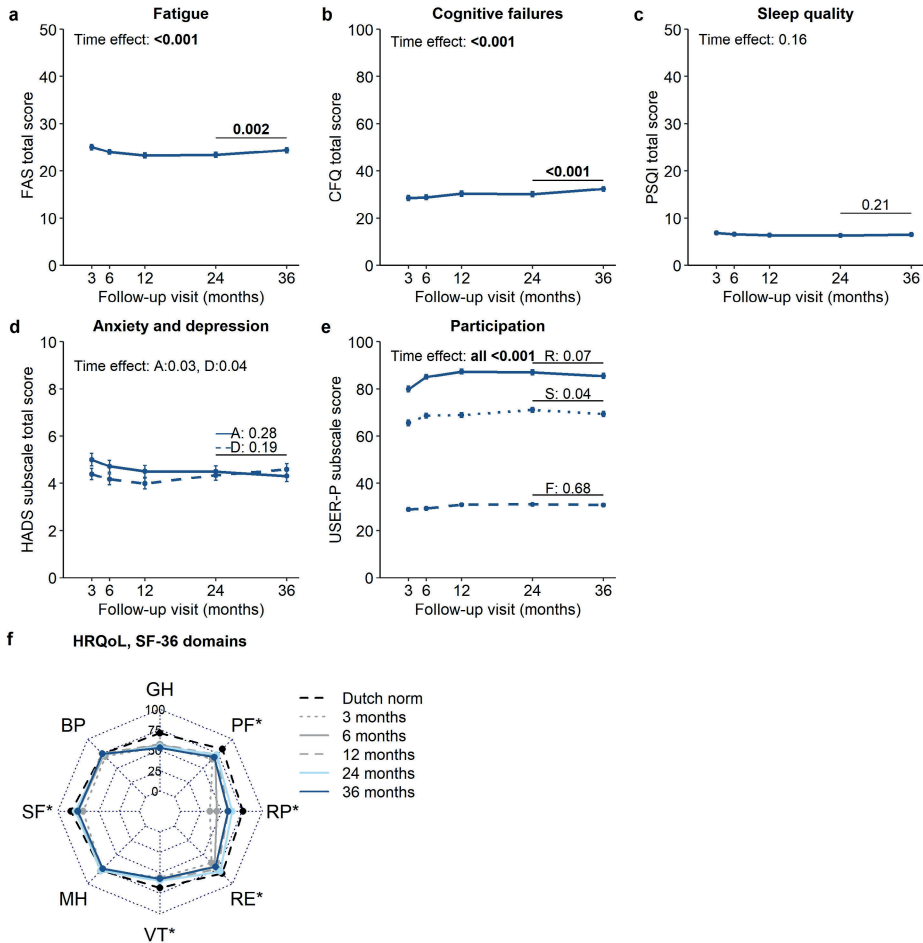 a Fatigue
Time effect: <0.001
50
40
30
20
10
0
0.002
FAS total score
3 6 12 24 36
Follow-up visit (months)
b Cognitive failures
Time effect: <0.001
100
80
60
40
20
0
<0.001
CFQ total score
3 6 12 24 36
Follow-up visit (months)
c Sleep quality
Time effect: 0.16
50
40
30
20
10
0
0.21
PSQI total score
3 6 12 24 36
Follow-up visit (months)
d Anxiety and depression
Time effect: A:0.03, D:0.04
10
8
6
4
2
0
A: 0.28
D: 0.19
HADS subscale total score
3 6 12 24 36
Follow-up visit (months)
e Participation
Time effect: all <0.001
100
80
60
40
20
0
R: 0.07
S: 0.04
F: 0.68
USER-P subscale score
3 6 12 24 36
Follow-up visit (months)
f HRQoL, SF-36 domains
GH
PF*
RP*
RE*
VT*
MH
SF*
BP
100
75
50
25
0
Dutch norm
3 months
6 months
12 months
24 months
36 months